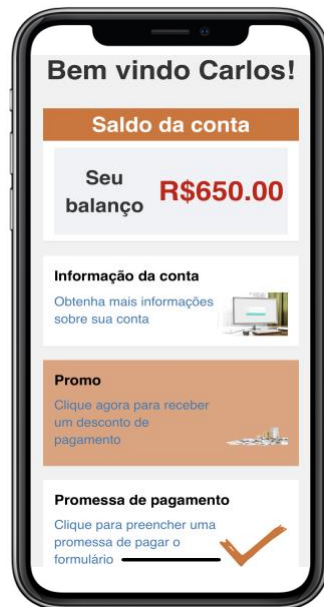 Bem vindo Carlos!
Saldo da conta
Seu
balanço
R$650.00
Informação da conta
Obtenha mais informações
sobre sua conta
Promo
Clique agora para receber
um desconto de
pagamento
Promessa de pagamento
Clique para preencher uma
promessa de pagar o
formulário